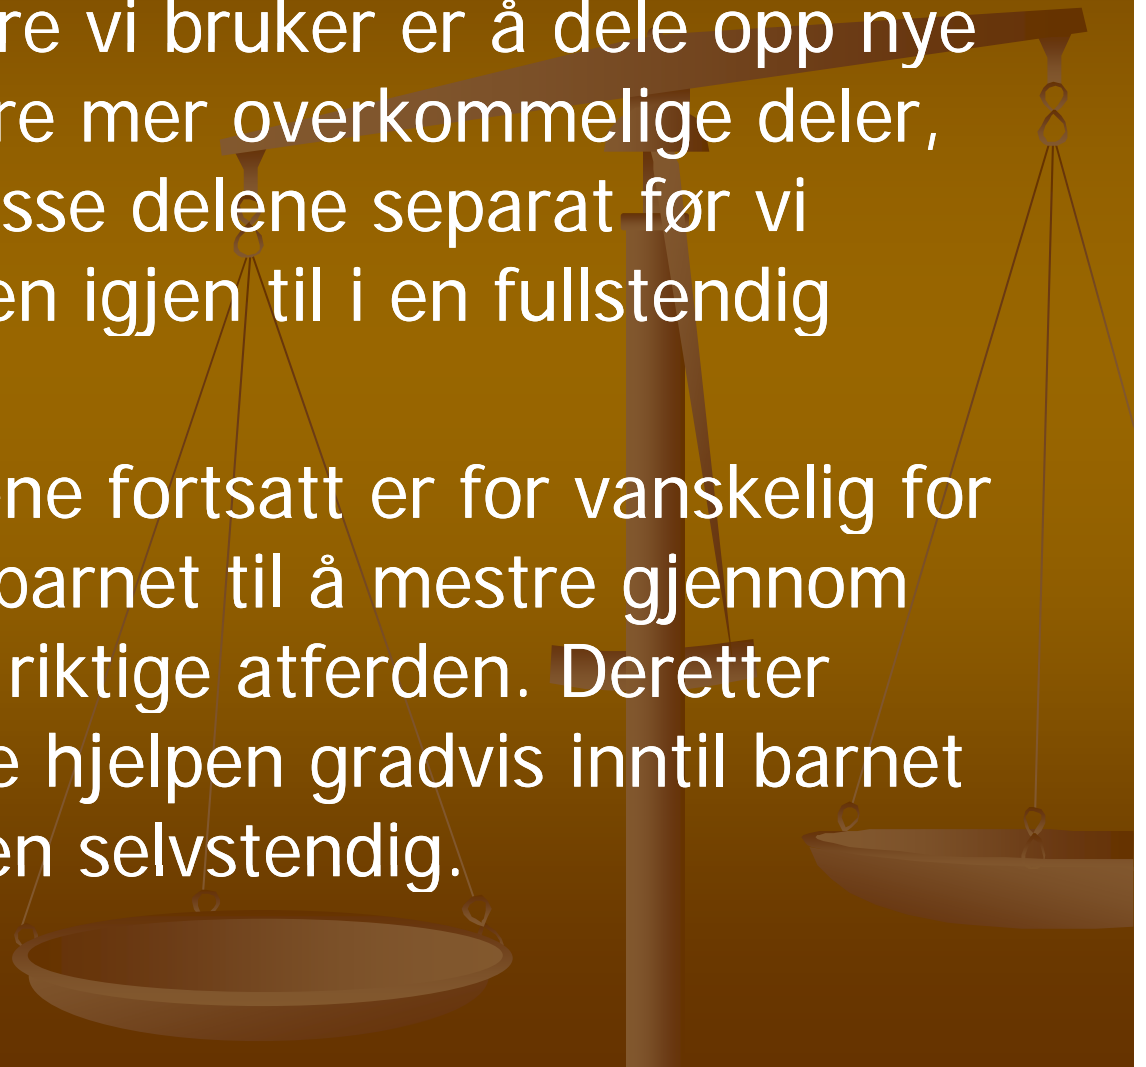 re vi bruker er å dele opp nye
re mer overkommelige deler,
sse delene separat før vi
en igjen til i en fullstendig
ne fortsatt er for vanskelig for
barnet til å mestre gjennom
riktige atferden. Deretter
e hjelpen gradvis inntil barnet
en selvstendig.